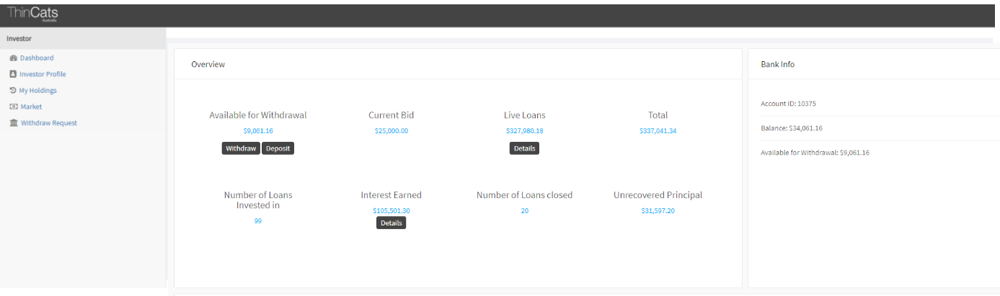 ThinCats
Australia
Investor
Dashboard
Investor Profile
My Holdings
Market
Withdraw Request
Overview
Available for Withdrawal
$9,061.16
Withdraw Deposit
Current Bid
$25,000.00
Live Loans
$327,980.18
Details
Total
$337,041.34
Number of Loans
Invested in
99
Interest Earned
$105,501.30
Details
Number of Loans closed
20
Unrecovered Principal
$31,597.20
Bank Info
Account ID: 10375
Balance: $34,061.16
Available for Withdrawal: $9,061.16